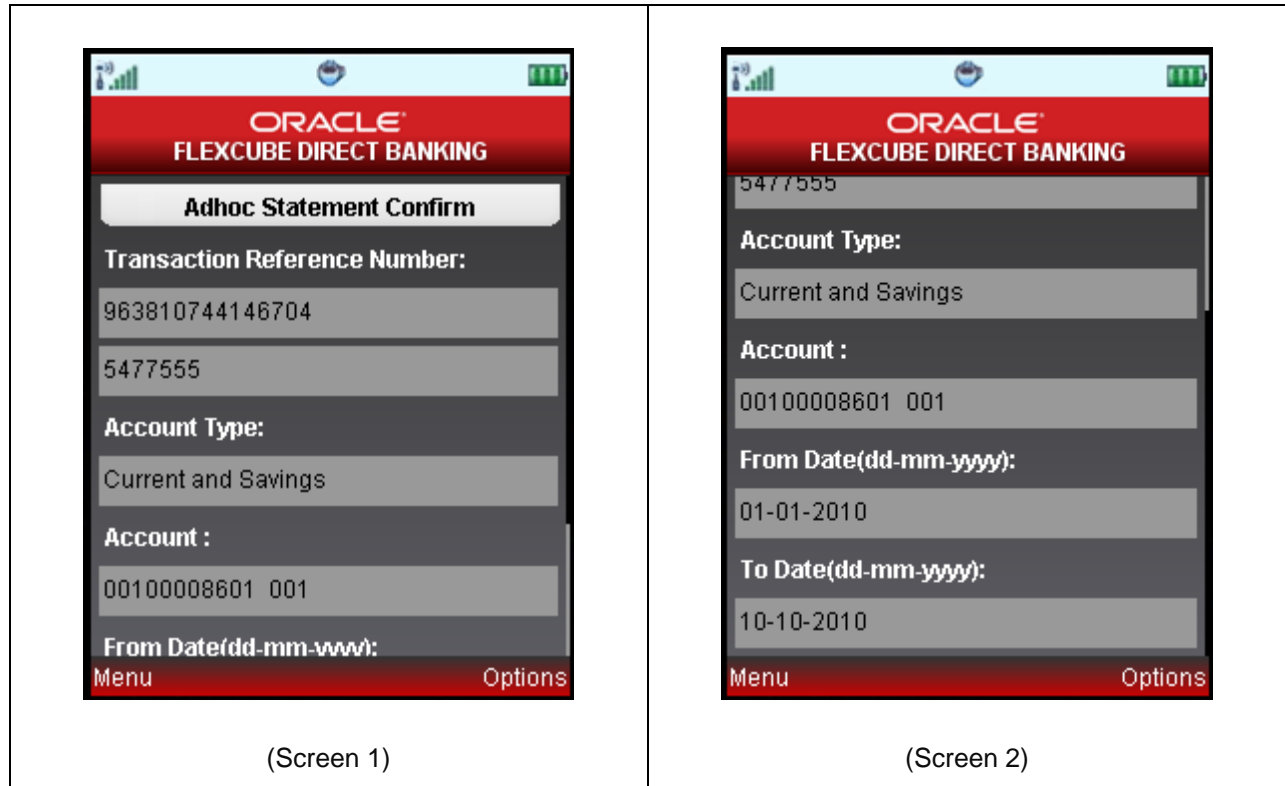 ORACLE
FLEXCUBE DIRECT BANKING
Adhoc Statement Confirm
Transaction Reference Number:
963810744146704
5477555
Account Type:
Current and Savings
Account :
00100008601 001
From Date(dd-mm-yyyy):
Menu Options
(Screen 1)
ORACLE
FLEXCUBE DIRECT BANKING
5477555
Account Type:
Current and Savings
Account :
00100008601 001
From Date(dd-mm-yyyy):
01-01-2010
To Date(dd-mm-yyyy):
10-10-2010
Menu Options
(Screen 2)